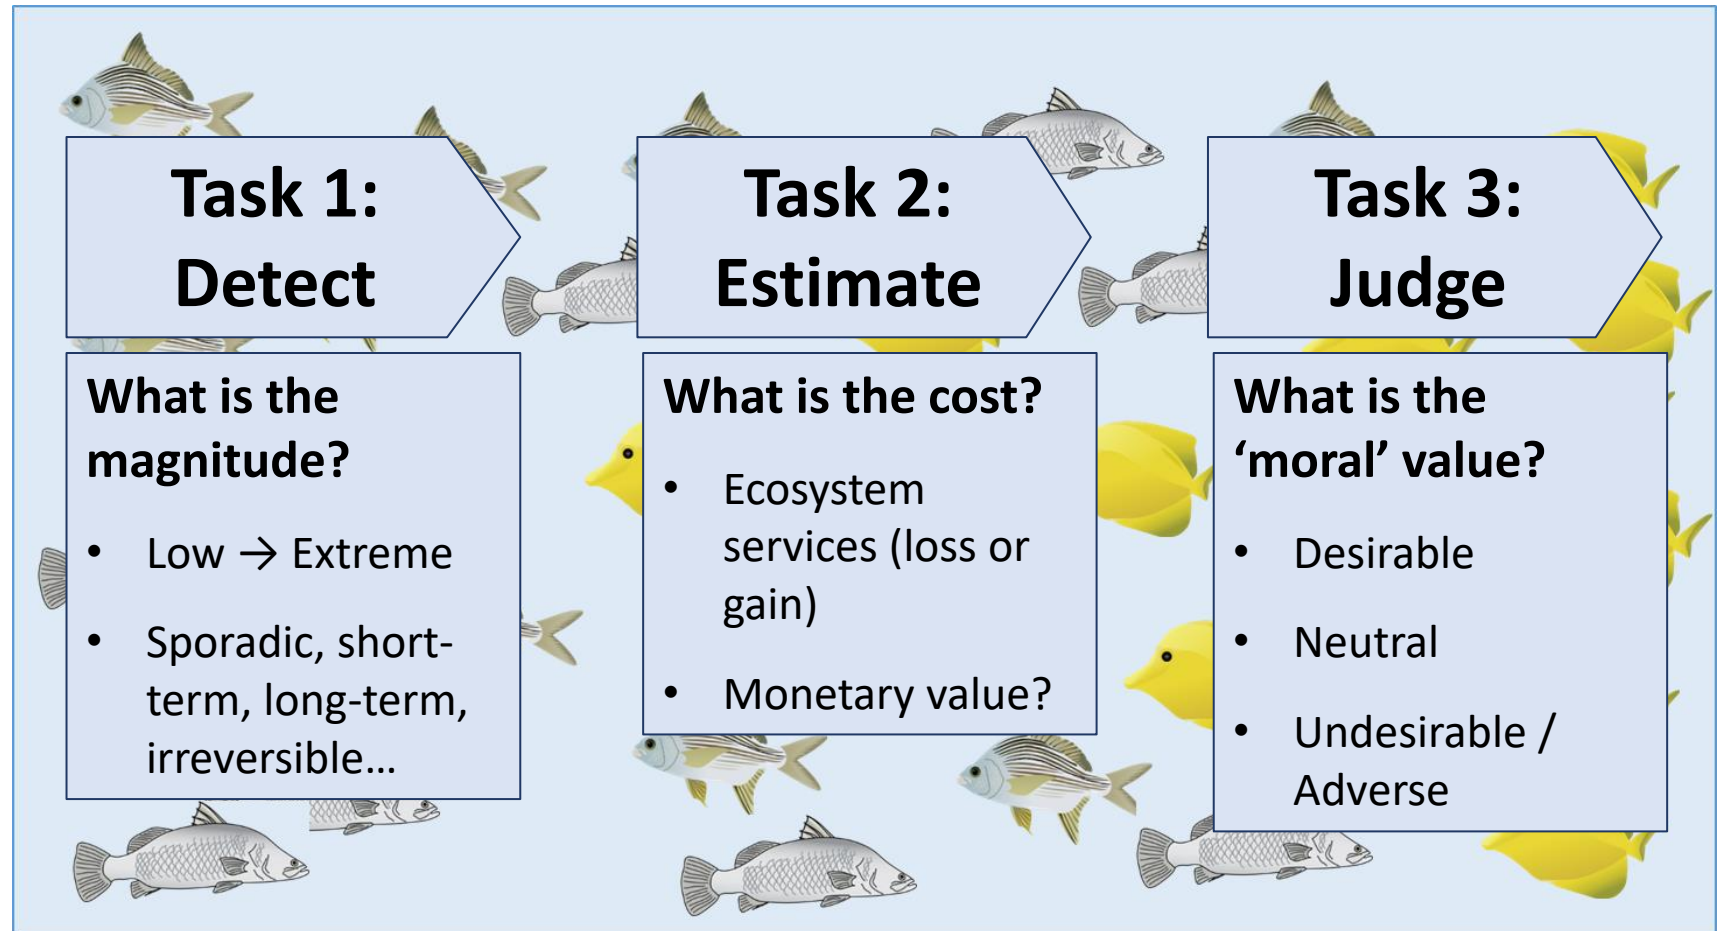 Task 1:
Detect
What is the
magnitude?
• Low → Extreme
• Sporadic, short-
term, long-term,
irreversible…
Task 2:
Estimate
What is the cost?
• Ecosystem
services (loss or
gain)
• Monetary value?
Task 3:
Judge
What is the
‘moral’ value?
• Desirable
• Neutral
• Undesirable /
Adverse